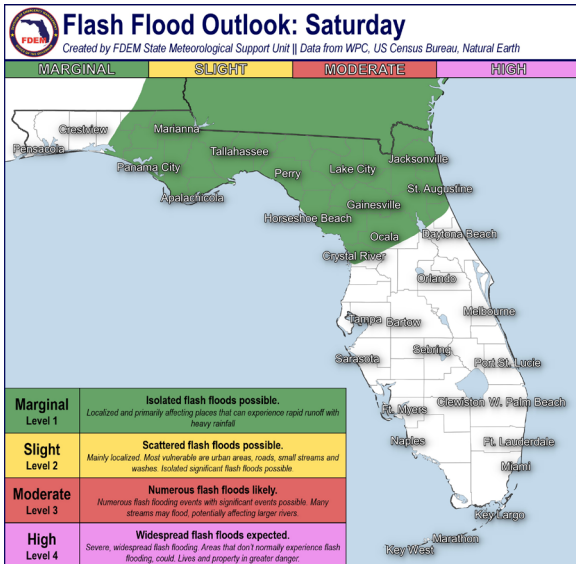 Flash Flood Outlook: Saturday
Created by FDEM State Meteorological Support Unit || Data from WPC, US Census Bureau, Natural Earth
FDEM
MARGINAL
SLIGHT
MODERATE
HIGH
Crestview
Marianna
Pensacola
Tallahassee
Jacksonville
Panama City
Perry
Lake City
Apalachicola
St. Augustine
Gainesville
Horseshoe Beach
Ocala
Daytona Beach
Crystal River
Orlando
Melbourne
Tampa
Bartow
Sebring
Sarasota
Port St. Lucie
Clewiston
W. Palm Beach
Ft. Myers
Naples
Ft. Lauderdale
Miami
Key Largo
Marathon
Key West
Marginal
Level 1
Isolated flash floods possible.
Localized and primarily affecting places that can experience rapid runoff with
heavy rainfall
Slight
Level 2
Scattered flash floods possible.
Mainly localized. Most vulnerable are urban areas, roads, small streams and
washes. Isolated significant flash floods possible.
Moderate
Level 3
Numerous flash floods likely.
Numerous flash flooding events with significant events possible. Many
streams may flood, potentially affecting larger rivers.
High
Level 4
Widespread flash floods expected.
Severe, widespread flash flooding. Areas that don't normally experience flash
flooding, could. Lives and property in greater danger.